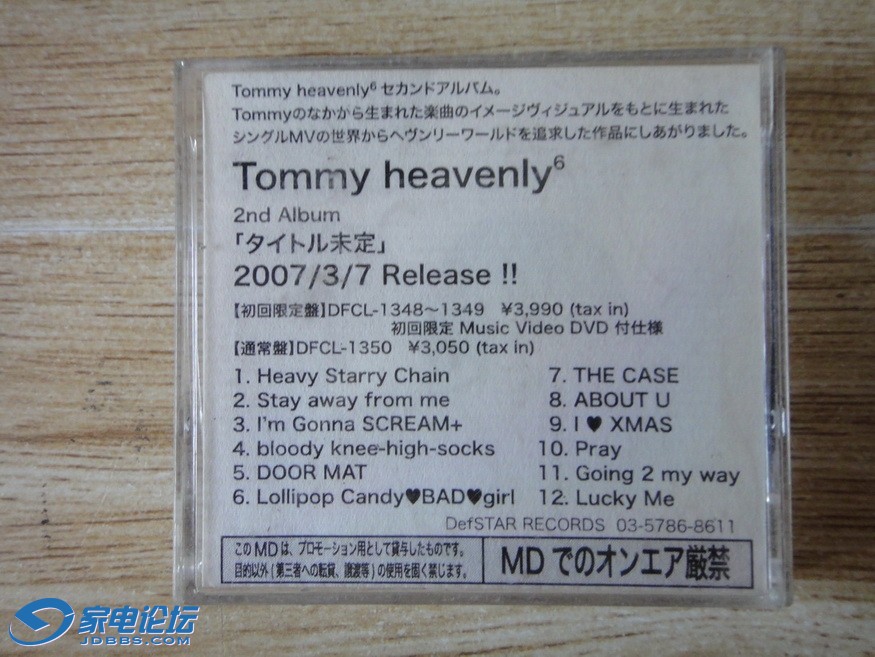 Tommy heavenly⁶ セカンドアルバム。
Tommyのなかから生まれた楽曲のイメージヴィジュアルをもとに生まれた
シングルMVの世界からヘヴンリーワールドを追求した作品にしあがりました。
Tommy heavenly⁶
2nd Album
「タイトル未定」
2007/3/7 Release !!
【初回限定盤】DFCL-1348〜1349 ¥3,990 (tax in)
初回限定 Music Video DVD 付仕様
【通常盤】DFCL-1350 ¥3,050 (tax in)
1. Heavy Starry Chain
2. Stay away from me
3. I'm Gonna SCREAM+
4. bloody knee-high-socks
5. DOOR MAT
6. Lollipop Candy♥BAD♥girl
7. THE CASE
8. ABOUT U
9. I ♥ XMAS
10. Pray
11. Going 2 my way
12. Lucky Me
DefSTAR RECORDS 03-5786-8611
このMDは、プロモーション用として貸与したものです。
目的以外(第三者への転貸、譲渡等)の使用を固く禁じます。
MDでのオンエア厳禁
家电论坛
JDBBS.COM